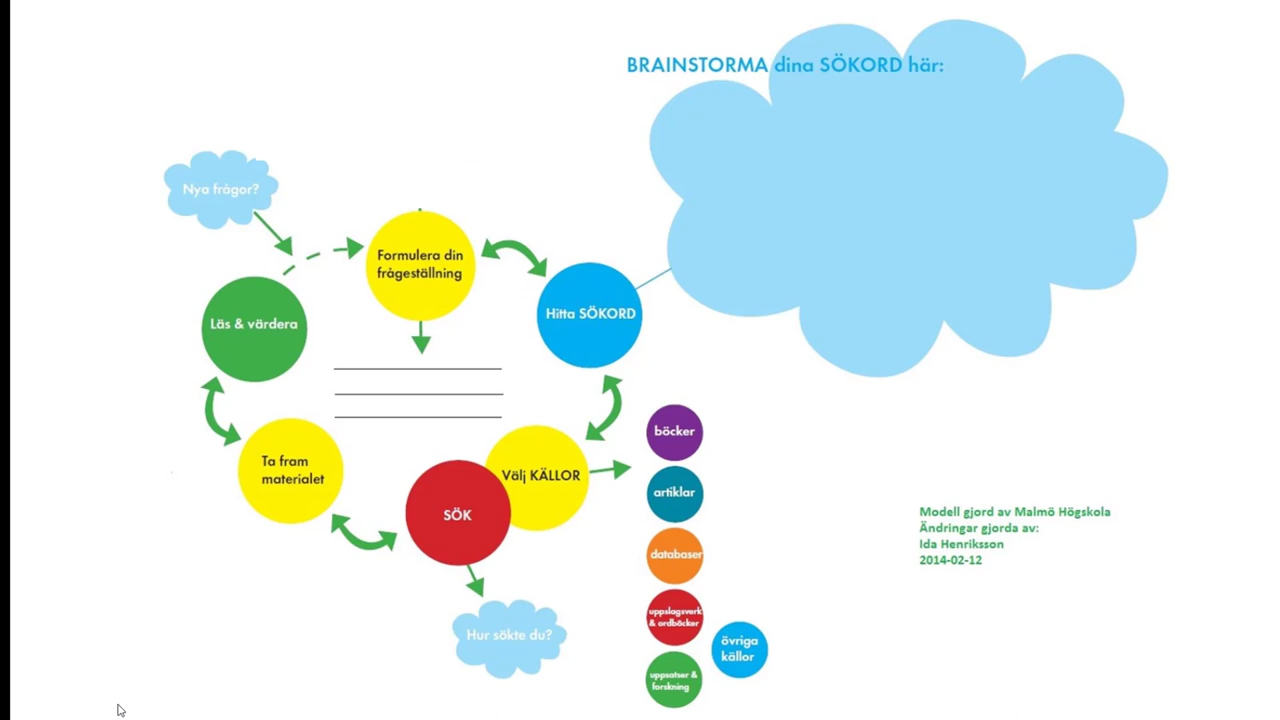 BRAINSTORMA dina SÖKORD här:
Nya frågor?
Formulera din
frågeställning
Hitta SÖKORD
Läs & värdera
Ta fram
materialet
SÖK
Välj KÄLLOR
Hur sökte du?
böcker
artiklar
databaser
uppslagsverk
& ordböcker
övriga
källor
uppsatser &
forskning
Modell gjord av Malmö Högskola
Ändringar gjorda av:
Ida Henriksson
2014-02-12